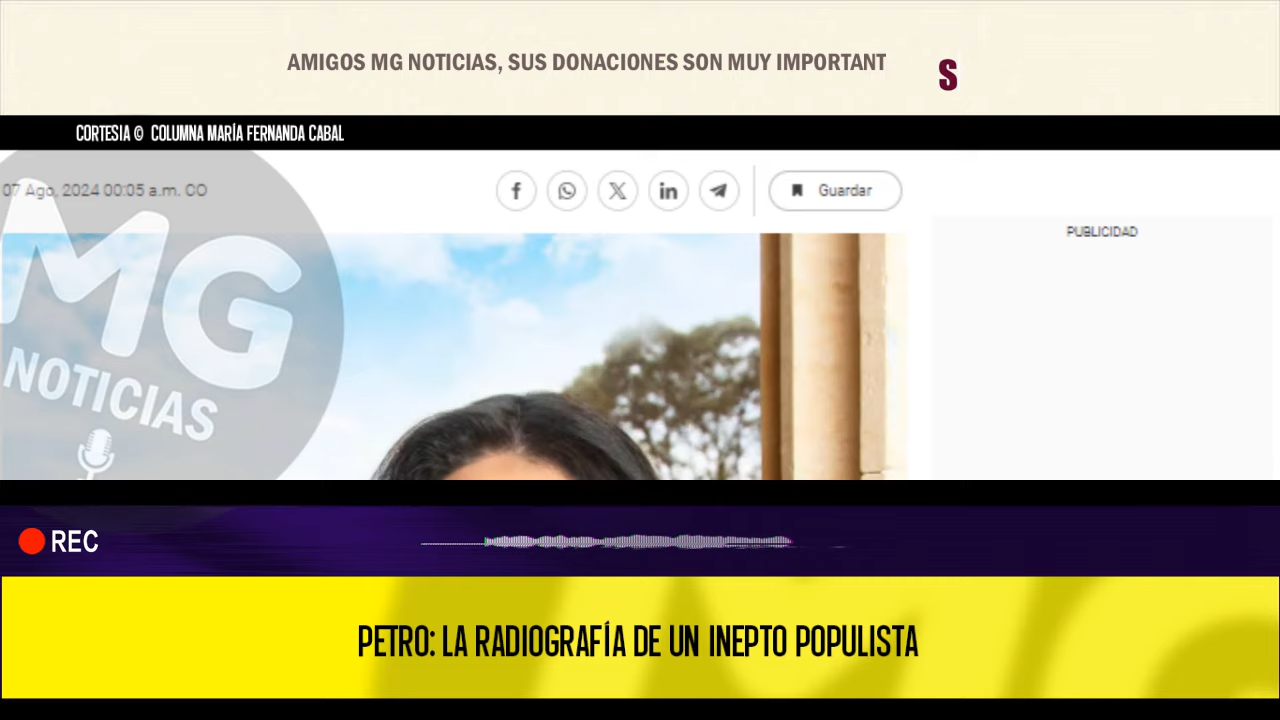 AMIGOS MG NOTICIAS, SUS DONACIONES SON MUY IMPORTANT S
CORTESIA © COLUMNA MARÍA FERNANDA CABAL
07 Ago, 2024 00:05 a.m. CO
Guardar
PUBLICIDAD
MG
NOTICIAS
REC
PETRO: LA RADIOGRAFÍA DE UN INEPTO POPULISTA